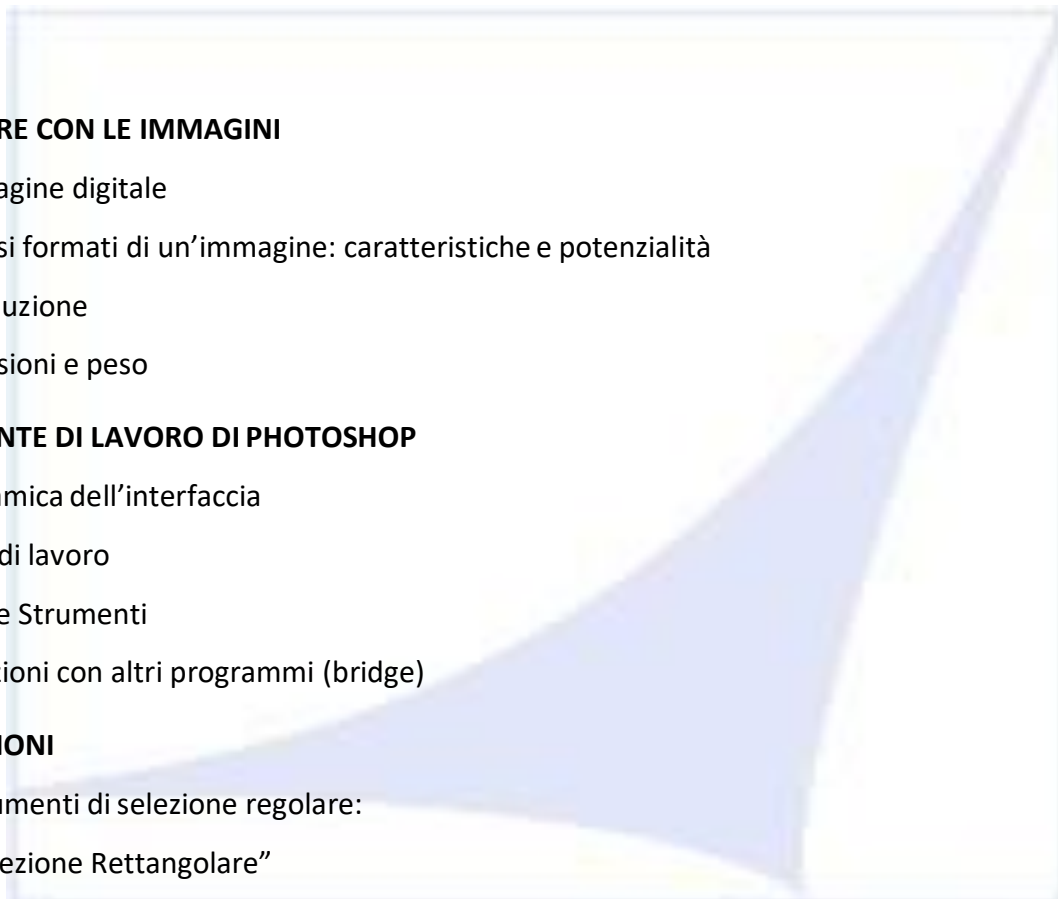 RE CON LE IMMAGINI
agine digitale
si formati di un’immagine: caratteristiche e potenzialità
uzione
sioni e peso
NTE DI LAVORO DI PHOTOSHOP
amica dell’interfaccia
di lavoro
e Strumenti
zioni con altri programmi (bridge)
IONI
umenti di selezione regolare:
ezione Rettangolare”